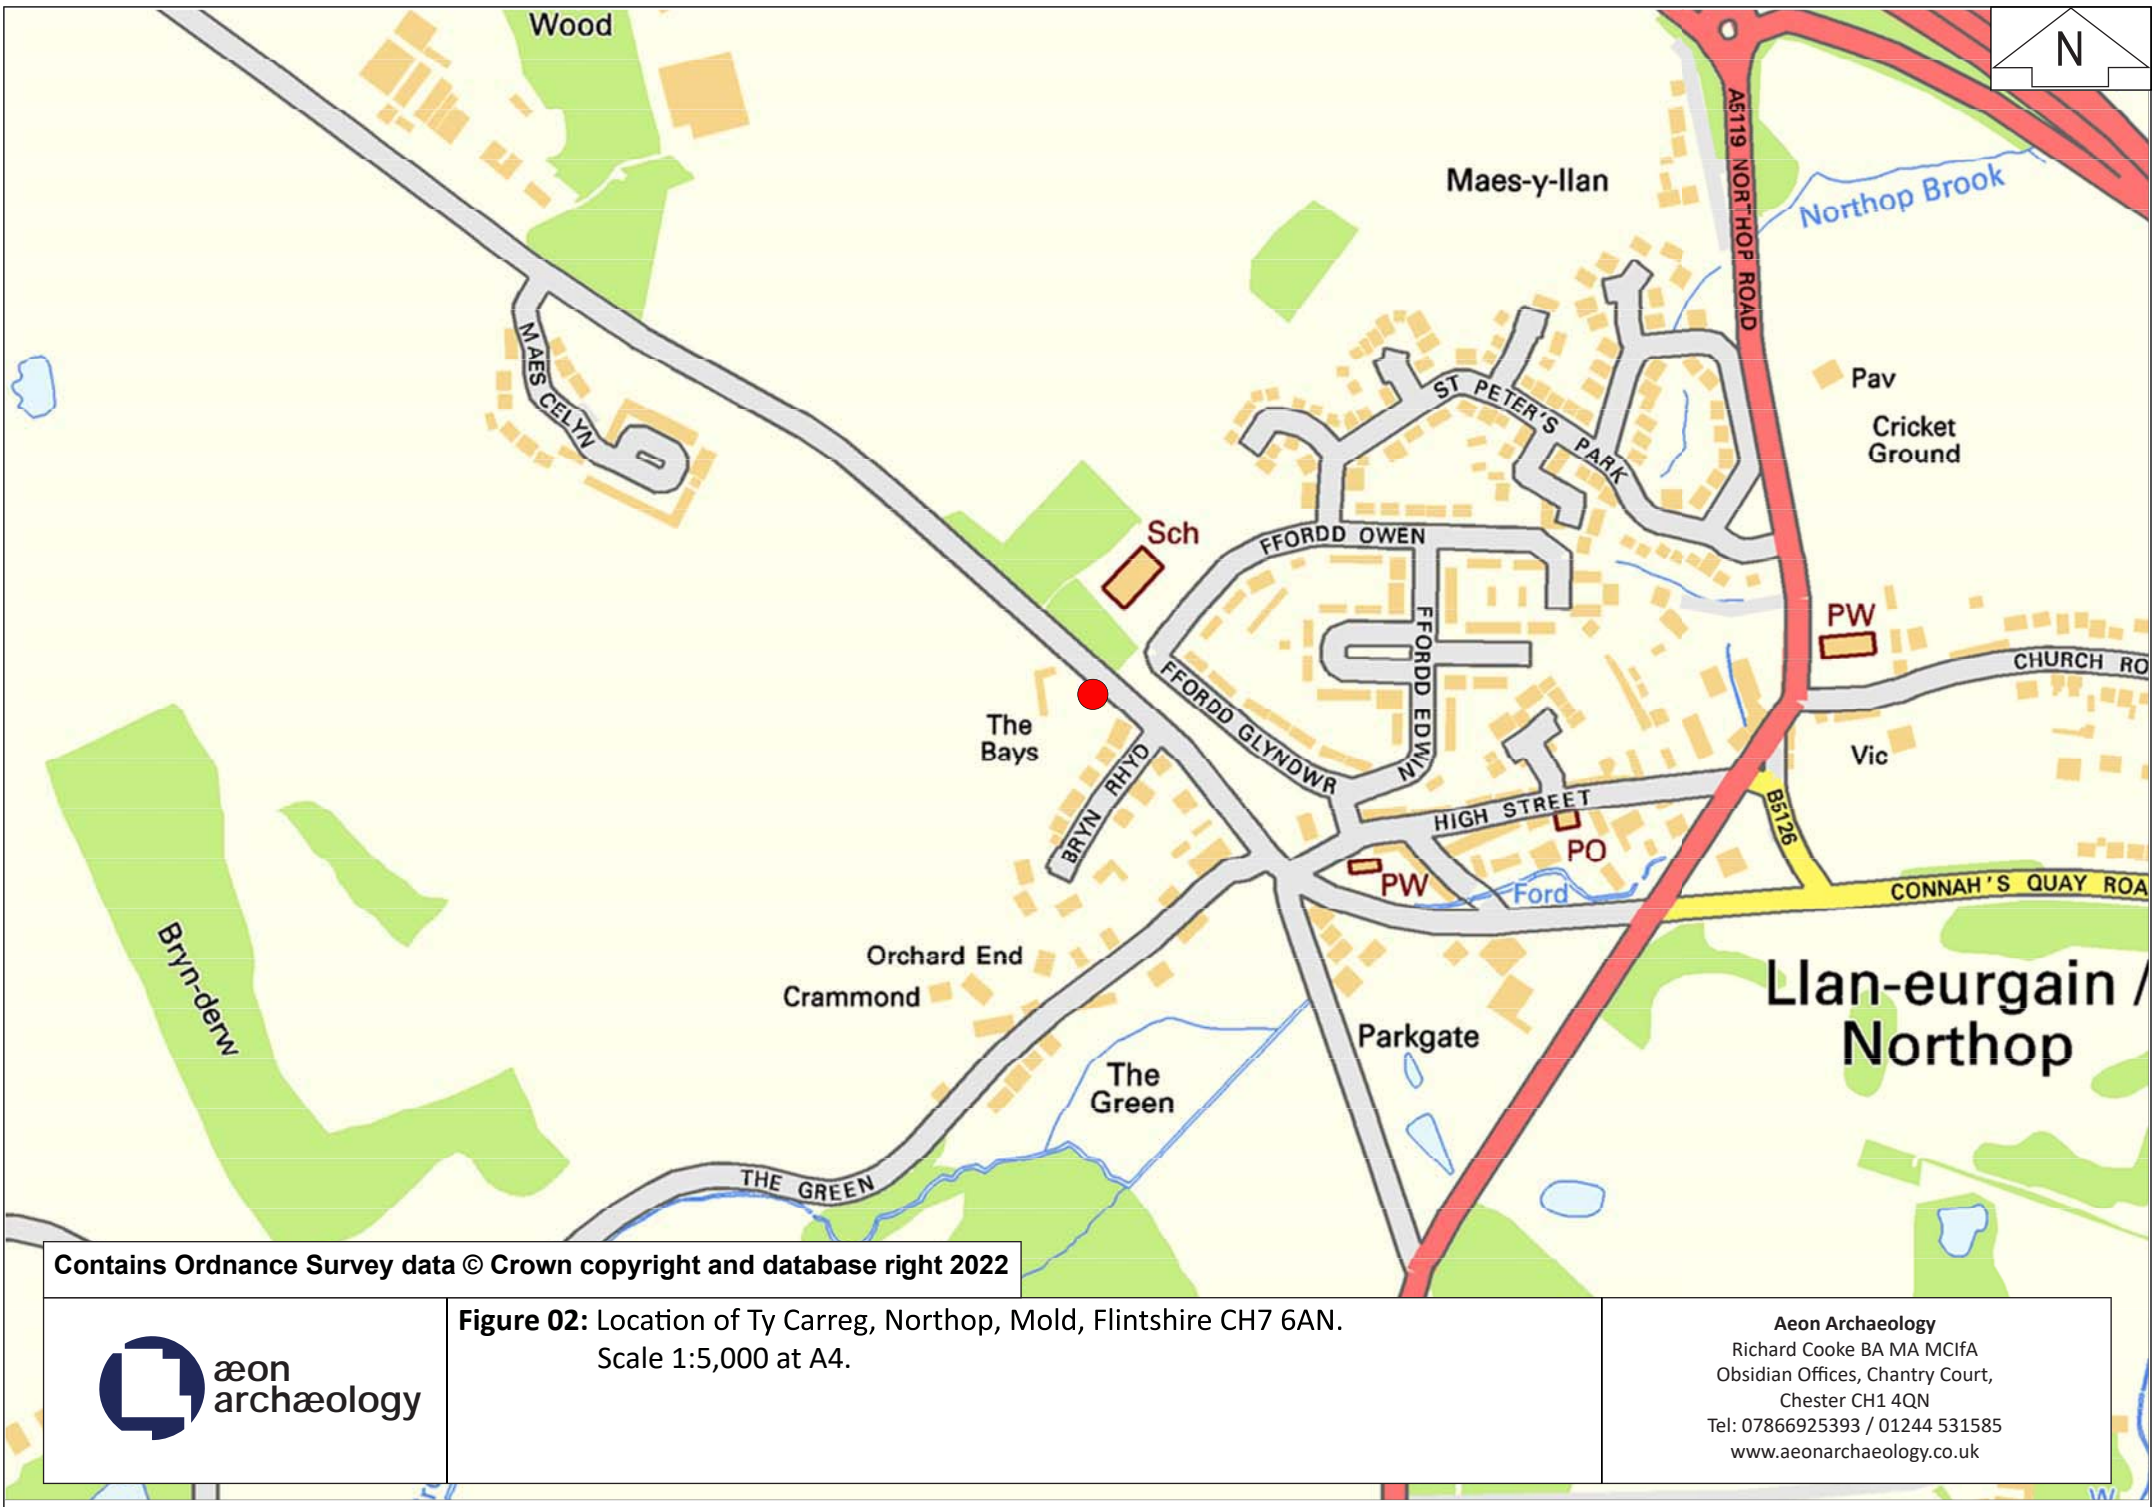 Wood
N
A5119 NORTHOP ROAD
Maes-y-llan
Northop Brook
MAES CELYN
ST PETER'S PARK
Pav
Cricket
Ground
Sch
FFORDD OWEN
FFORDD EDWIN
PW
CHURCH RO
FFORDD GLYNDWR
The
Bays
BRYN RHYD
Vic
HIGH STREET
B5126
PO
PW
Ford
CONNAH'S QUAY ROA
Bryn-derw
Orchard End
Crammond
Llan-eurgain /
Northop
Parkgate
The
Green
THE GREEN
Contains Ordnance Survey data © Crown copyright and database right 2022
æon
archæology
Figure 02: Location of Ty Carreg, Northop, Mold, Flintshire CH7 6AN.
Scale 1:5,000 at A4.
Aeon Archaeology
Richard Cooke BA MA MCIfA
Obsidian Offices, Chantry Court,
Chester CH1 4QN
Tel: 07866925393 / 01244 531585
www.aeonarchaeology.co.uk
W